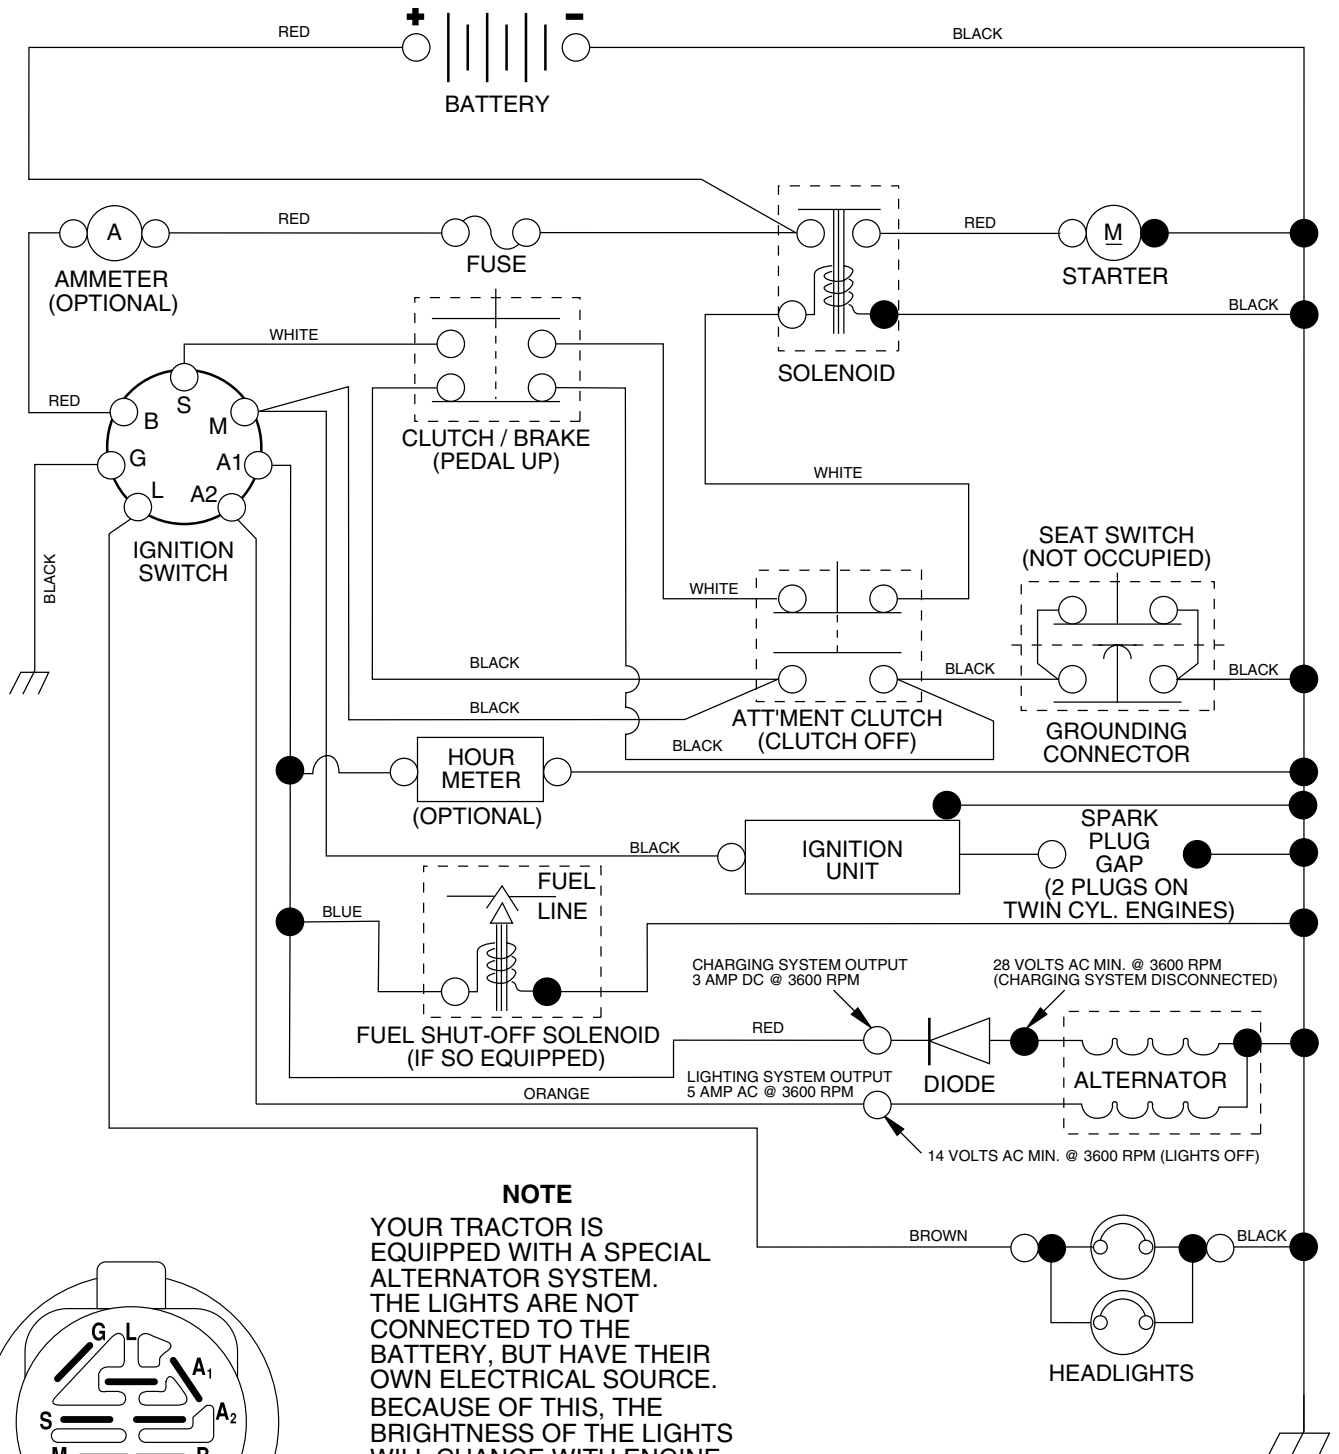 + −
RED
BLACK
BATTERY
A
RED
RED
M
FUSE
STARTER
AMMETER
(OPTIONAL)
BLACK
WHITE
SOLENOID
RED
S
B
M
CLUTCH / BRAKE
(PEDAL UP)
G
A1
WHITE
L
A2
IGNITION
SWITCH
BLACK
SEAT SWITCH
(NOT OCCUPIED)
WHITE
BLACK
BLACK
BLACK
BLACK
ATT'MENT CLUTCH
(CLUTCH OFF)
GROUNDING
CONNECTOR
BLACK
HOUR
METER
(OPTIONAL)
BLACK
IGNITION
UNIT
SPARK
PLUG
GAP
(2 PLUGS ON
TWIN CYL. ENGINES)
FUEL
LINE
BLUE
CHARGING SYSTEM OUTPUT
3 AMP DC @ 3600 RPM
28 VOLTS AC MIN. @ 3600 RPM
(CHARGING SYSTEM DISCONNECTED)
FUEL SHUT-OFF SOLENOID
(IF SO EQUIPPED)
RED
DIODE
ALTERNATOR
LIGHTING SYSTEM OUTPUT
5 AMP AC @ 3600 RPM
ORANGE
14 VOLTS AC MIN. @ 3600 RPM (LIGHTS OFF)
NOTE
YOUR TRACTOR IS
EQUIPPED WITH A SPECIAL
ALTERNATOR SYSTEM.
THE LIGHTS ARE NOT
CONNECTED TO THE
BATTERY, BUT HAVE THEIR
OWN ELECTRICAL SOURCE.
BECAUSE OF THIS, THE
BRIGHTNESS OF THE LIGHTS
WILL CHANGE WITH ENGINE
BROWN
BLACK
HEADLIGHTS
G L
A₁
S
A₂
M
B